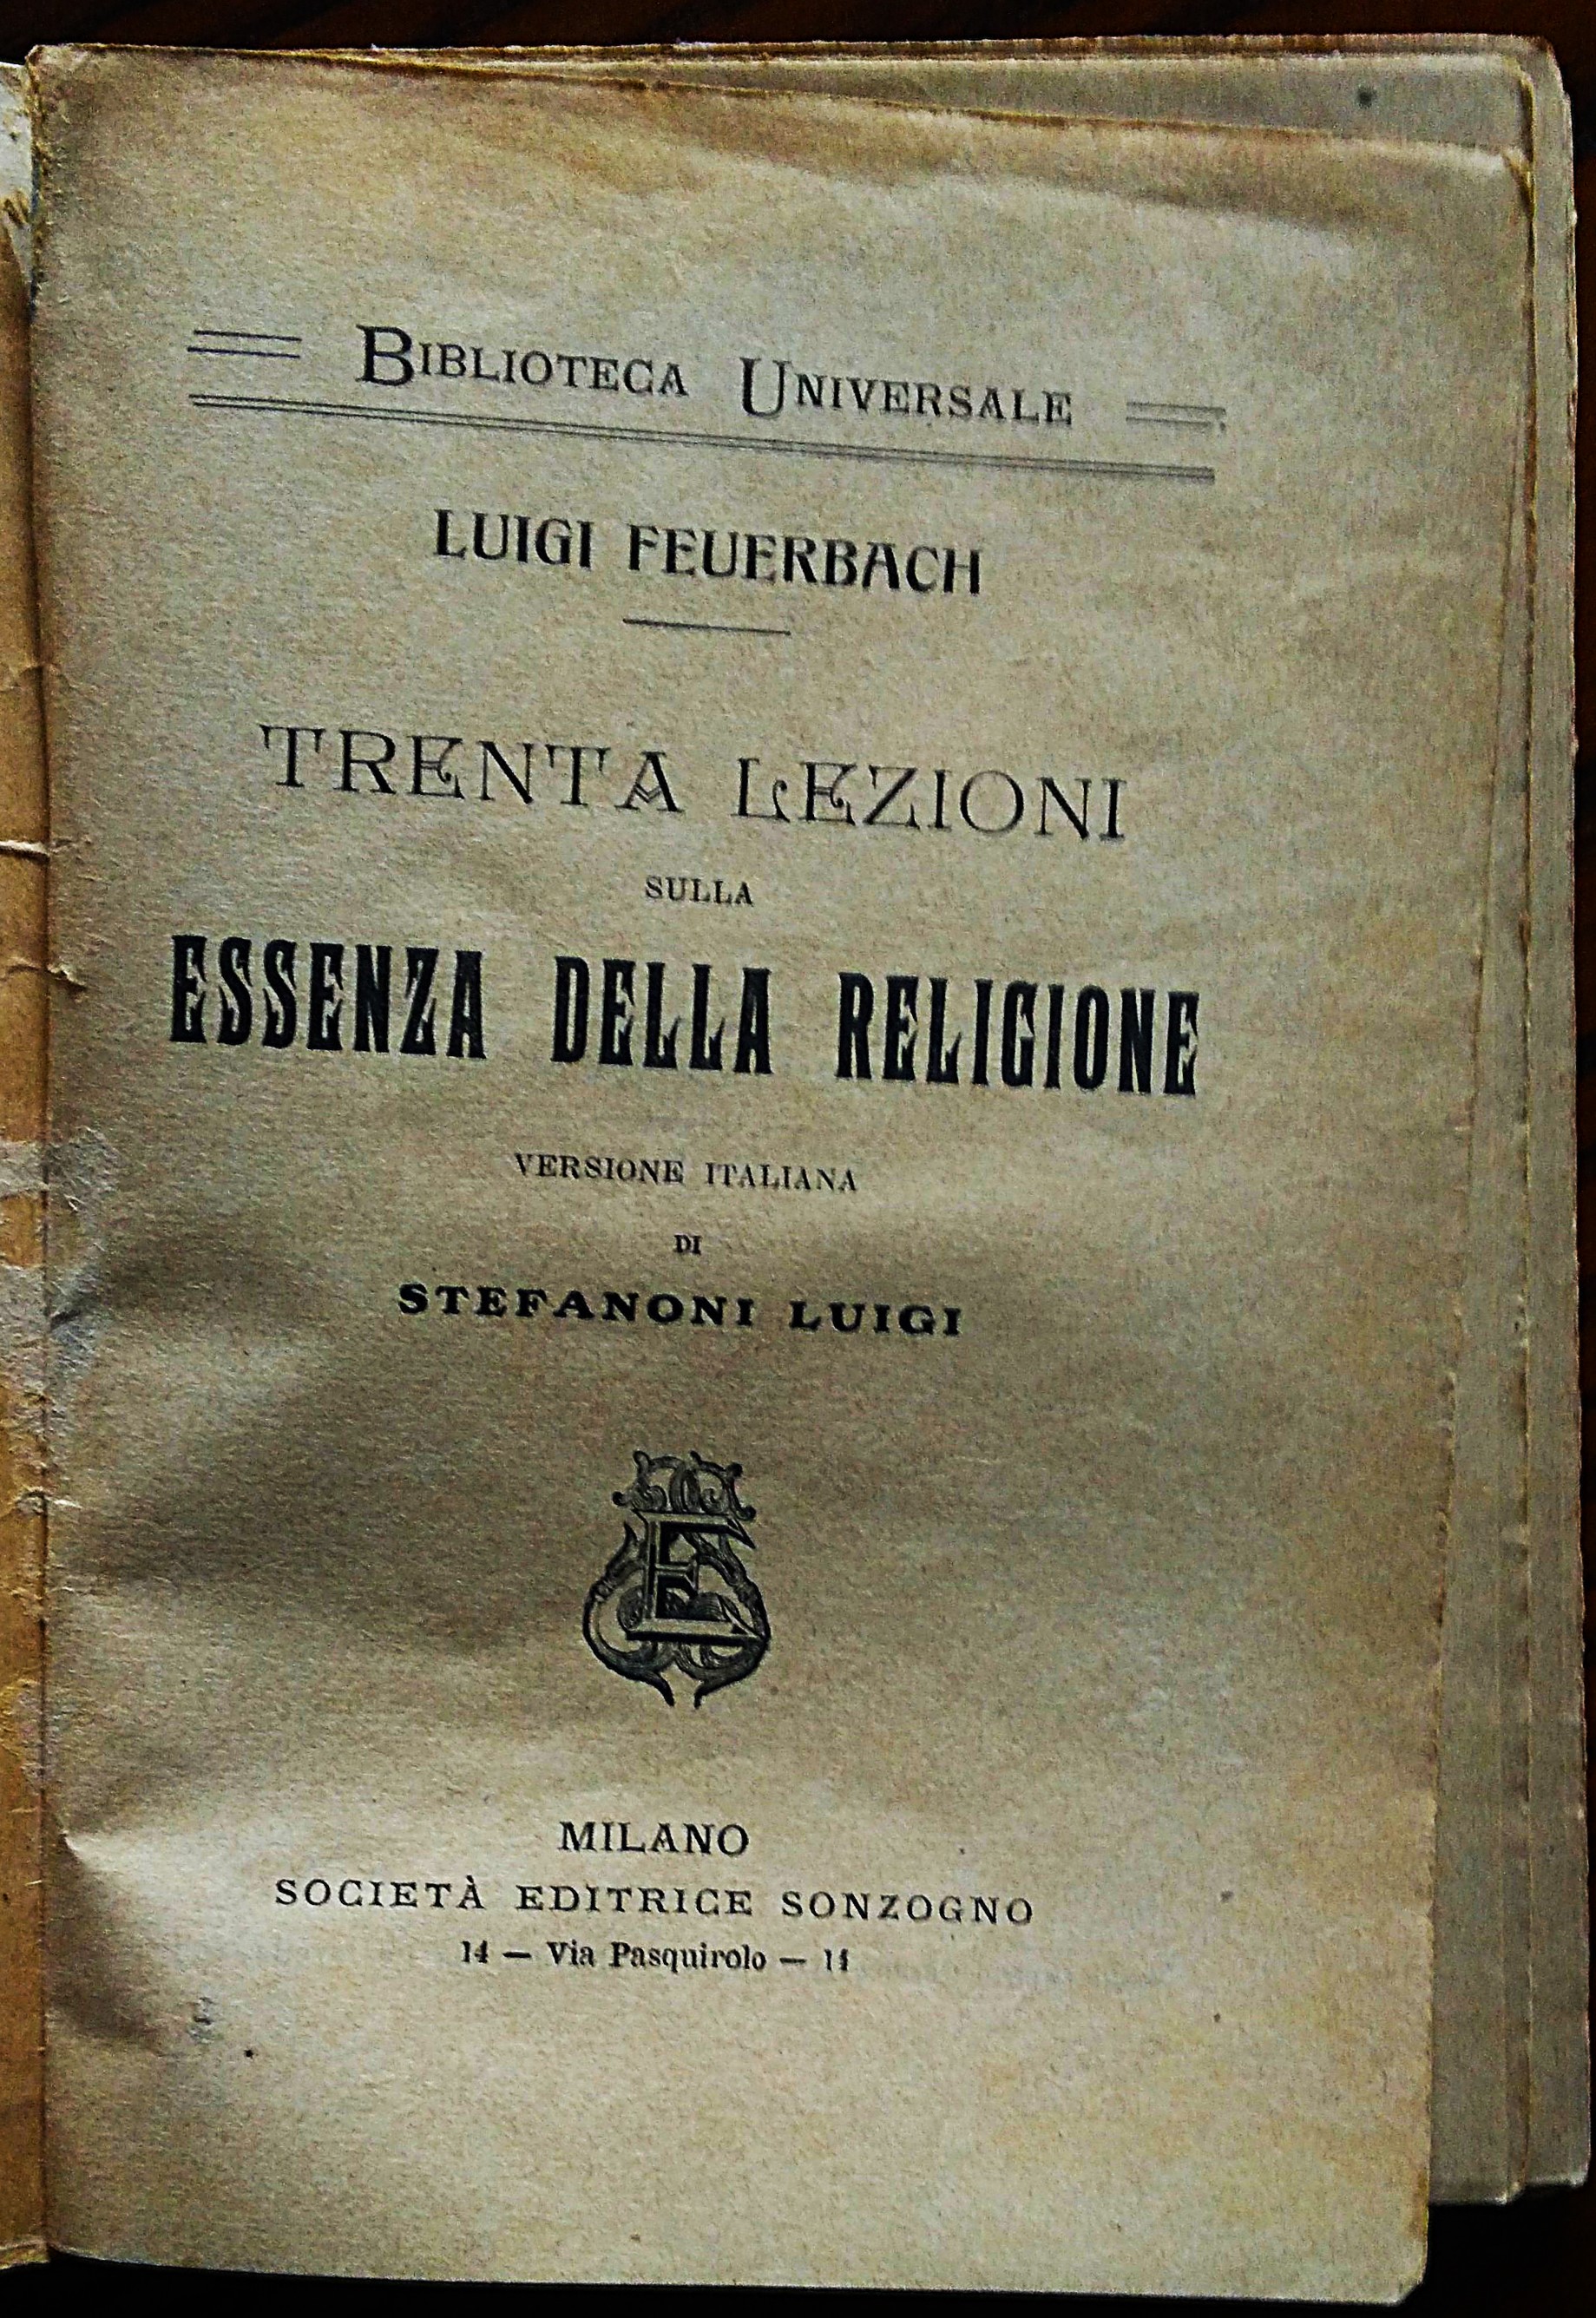 BIBLIOTECA UNIVERSALE
LUIGI FEUERBACH
TRENTA LEZIONI
SULLA
ESSENZA DELLA RELIGIONE
VERSIONE ITALIANA
DI
STEFANONI LUIGI
MILANO
SOCIETÀ EDITRICE SONZOGNO
14 — Via Pasquirolo — 14